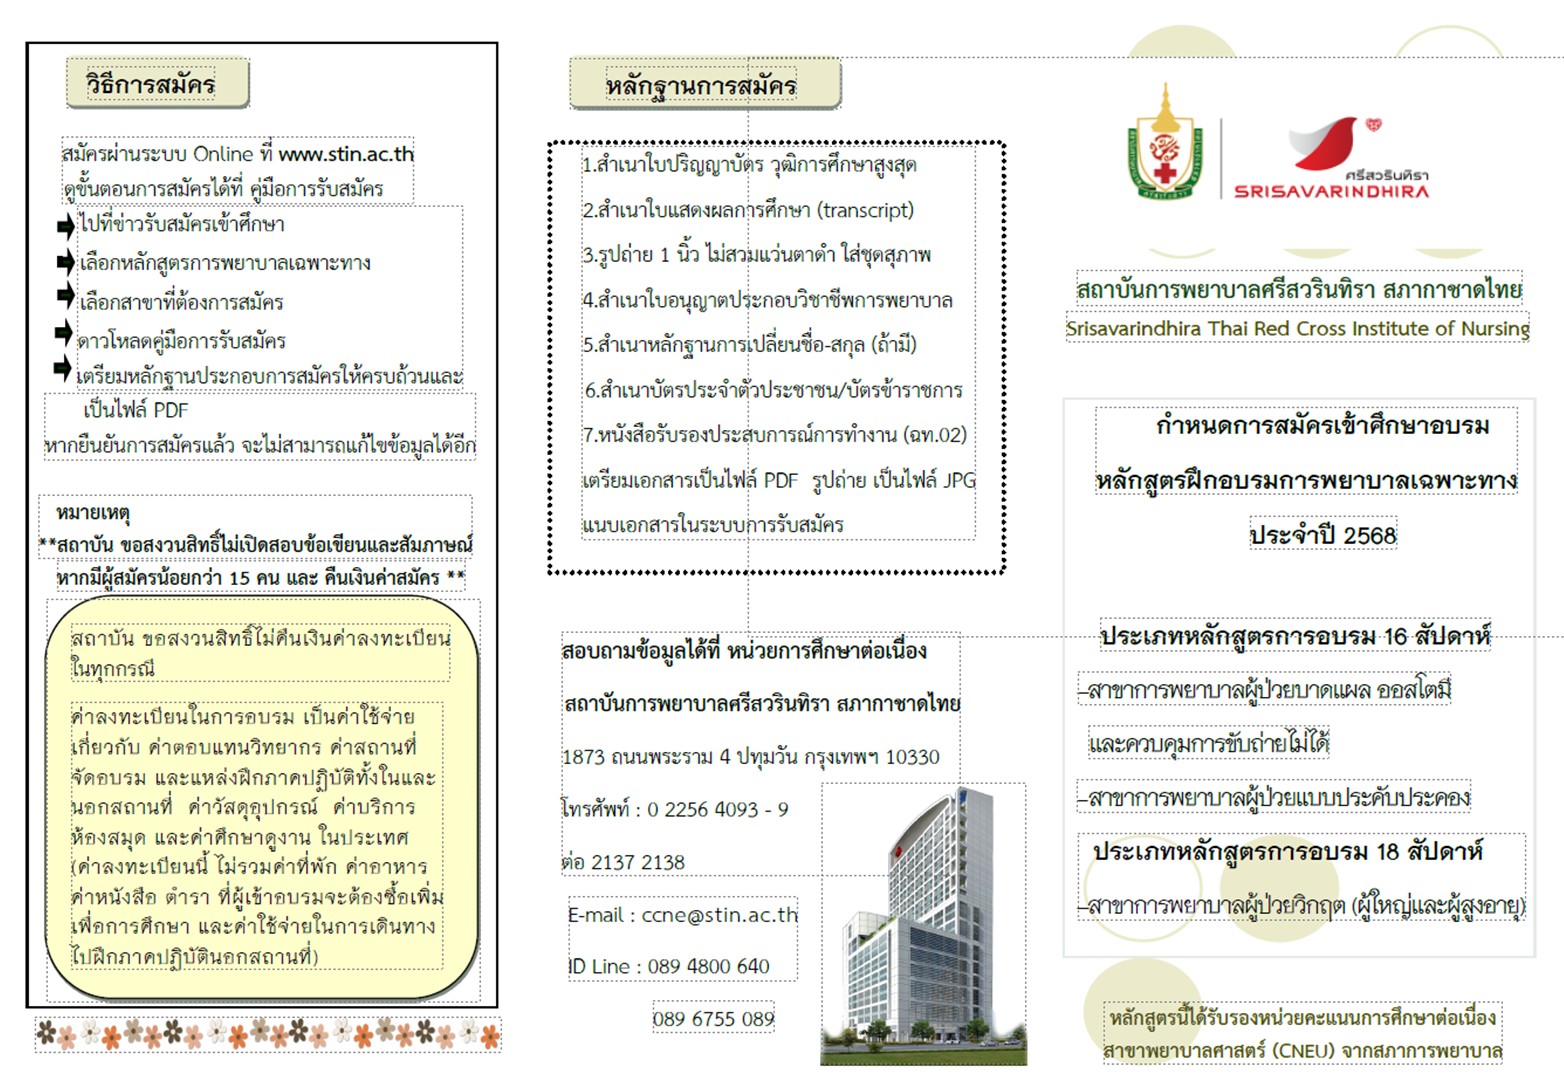 วิธีการสมัคร
สมัครผ่านระบบ Online ที่ www.stin.ac.th
ดูขั้นตอนการสมัครได้ที่ คู่มือการรับสมัคร
ไปที่ข่าวรับสมัครเข้าศึกษา
เลือกหลักสูตรการพยาบาลเฉพาะทาง
เลือกสาขาที่ต้องการสมัคร
ดาวโหลดคู่มือการรับสมัคร
เตรียมหลักฐานประกอบการสมัครให้ครบถ้วนและ
เป็นไฟล์ PDF
หากยืนยันการสมัครแล้ว จะไม่สามารถแก้ไขข้อมูลได้อีก
หมายเหตุ
**สถาบัน ขอสงวนสิทธิ์ไม่เปิดสอบข้อเขียนและสัมภาษณ์
หากมีผู้สมัครน้อยกว่า 15 คน และ คืนเงินค่าสมัคร **
สถาบัน ขอสงวนสิทธิ์ไม่คืนเงินค่าลงทะเบียน
ในทุกกรณี
ค่าลงทะเบียนในการอบรม เป็นค่าใช้จ่าย
เกี่ยวกับ ค่าตอบแทนวิทยากร ค่าสถานที่
จัดอบรม และแหล่งฝึกภาคปฏิบัติทั้งในและ
นอกสถานที่ ค่าวัสดุอุปกรณ์ ค่าบริการ
ห้องสมุด และค่าศึกษาดูงาน ในประเทศ
(ค่าลงทะเบียนนี้ ไม่รวมค่าที่พัก ค่าอาหาร
ค่าหนังสือ ตำรา ที่ผู้เข้าอบรมจะต้องซื้อเพิ่ม
เพื่อการศึกษา และค่าใช้จ่ายในการเดินทาง
ไปฝึกภาคปฏิบัตินอกสถานที่)
หลักฐานการสมัคร
1.สำเนาใบปริญญาบัตร วุฒิการศึกษาสูงสุด
2.สำเนาใบแสดงผลการศึกษา (transcript)
3.รูปถ่าย 1 นิ้ว ไม่สวมแว่นตาดำ ใส่ชุดสุภาพ
4.สำเนาใบอนุญาตประกอบวิชาชีพการพยาบาล
5.สำเนาหลักฐานการเปลี่ยนชื่อ-สกุล (ถ้ามี)
6.สำเนาบัตรประจำตัวประชาชน/บัตรข้าราชการ
7.หนังสือรับรองประสบการณ์การทำงาน (ฉท.02)
เตรียมเอกสารเป็นไฟล์ PDF รูปถ่าย เป็นไฟล์ JPG
แนบเอกสารในระบบการรับสมัคร
สอบถามข้อมูลได้ที่ หน่วยการศึกษาต่อเนื่อง
สถาบันการพยาบาลศรีสวรินทิรา สภากาชาดไทย
1873 ถนนพระราม 4 ปทุมวัน กรุงเทพฯ 10330
โทรศัพท์ : 0 2256 4093 - 9
ต่อ 2137 2138
E-mail : ccne@stin.ac.th
ID Line : 089 4800 640
089 6755 089
ศรีสวรินทิรา
SRISAVARINDHIRA
สถาบันการพยาบาลศรีสวรินทิรา สภากาชาดไทย
Srisavarindhira Thai Red Cross Institute of Nursing
กำหนดการสมัครเข้าศึกษาอบรม
หลักสูตรฝึกอบรมการพยาบาลเฉพาะทาง
ประจำปี 2568
ประเภทหลักสูตรการอบรม 16 สัปดาห์
–สาขาการพยาบาลผู้ป่วยบาดแผล ออสโตมี
และควบคุมการขับถ่ายไม่ได้
–สาขาการพยาบาลผู้ป่วยแบบประคับประคอง
ประเภทหลักสูตรการอบรม 18 สัปดาห์
–สาขาการพยาบาลผู้ป่วยวิกฤต (ผู้ใหญ่และผู้สูงอายุ)
หลักสูตรนี้ได้รับรองหน่วยคะแนนการศึกษาต่อเนื่อง
สาขาพยาบาลศาสตร์ (CNEU) จากสภาการพยาบาล